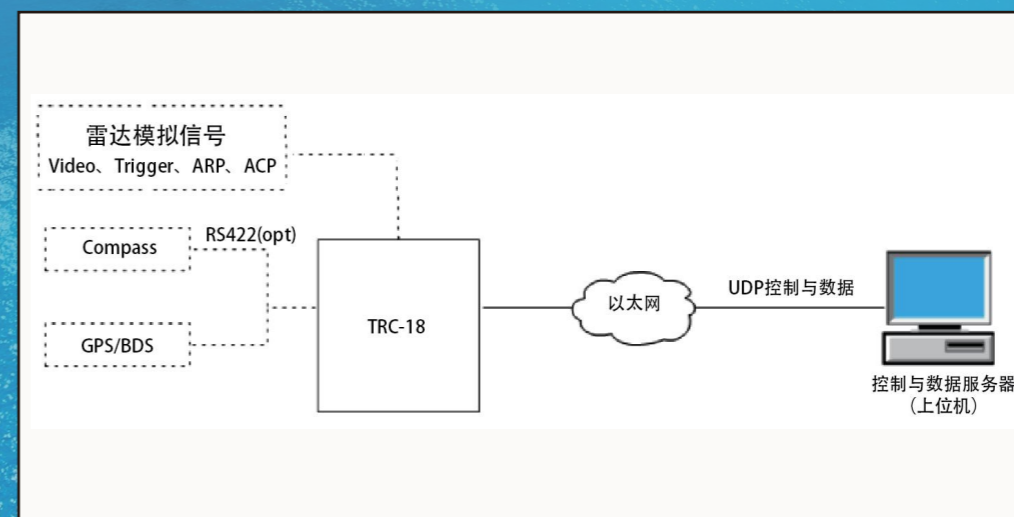 雷达模拟信号
Video、Trigger、ARP、ACP
Compass
RS422(opt)
GPS/BDS
TRC-18
以太网
UDP控制与数据
控制与数据服务器
(上位机)